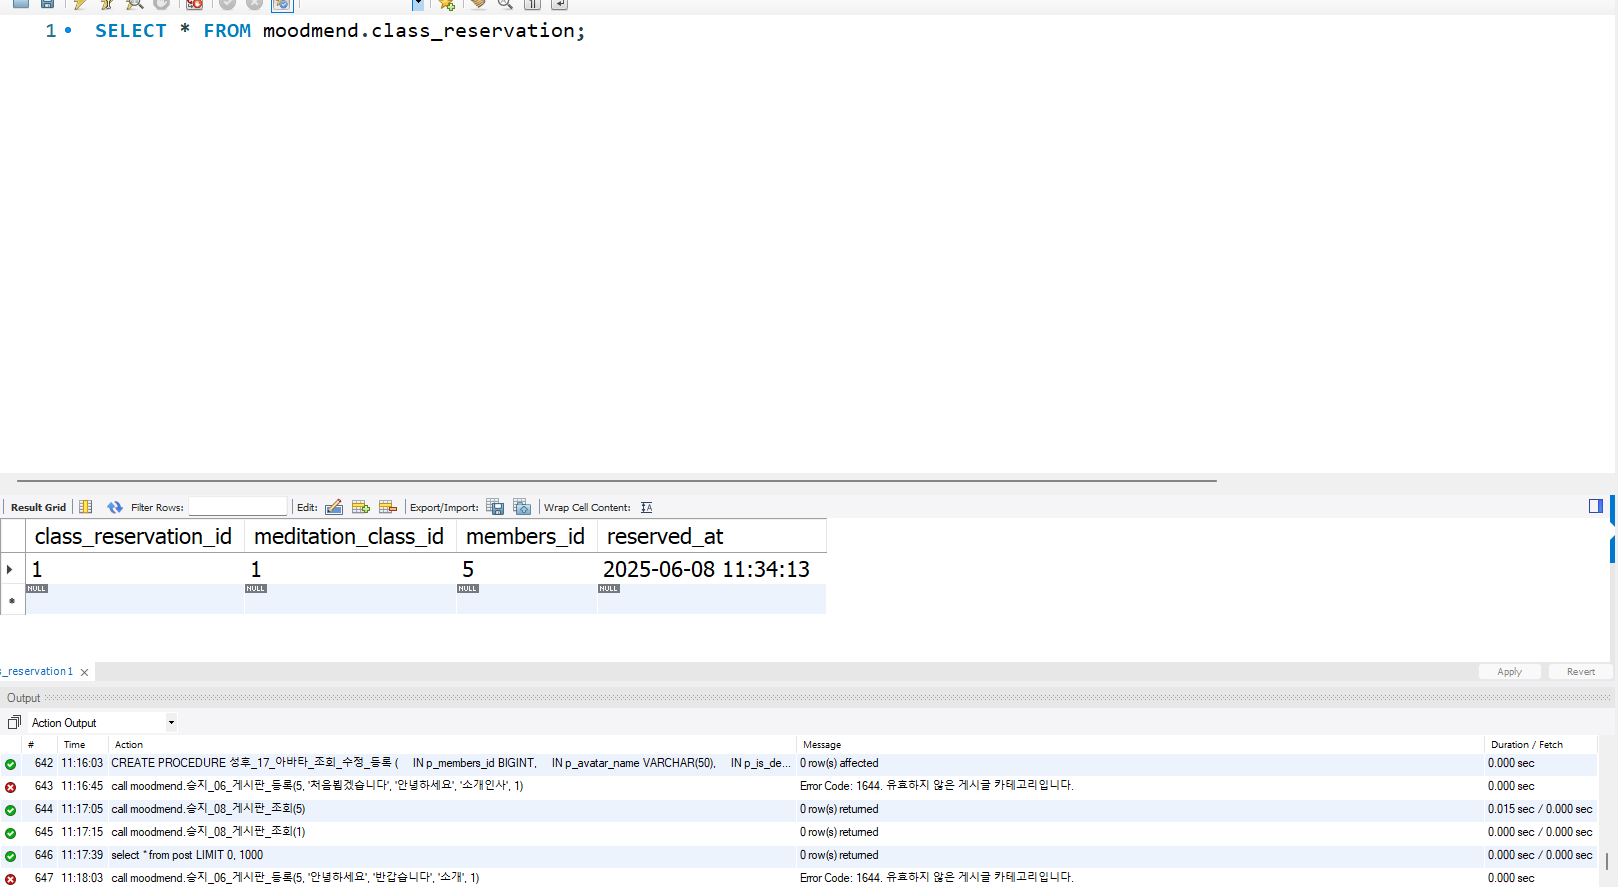 1 SELECT * FROM moodmend.class_reservation;
Result Grid Filter Rows: Edit: Export/Import: Wrap Cell Content:
class_reservation_id meditation_class_id members_id reserved_at
1 1 5 2025-06-08 11:34:13
NULL NULL NULL NULL
s_reservation 1 Apply Revert
Output
Action Output
# Time Action Message Duration / Fetch
642 11:16:03 CREATE PROCEDURE 성후_17_아바타_조회_수정_등록 ( IN p_members_id BIGINT, IN p_avatar_name VARCHAR(50), IN p_is_de... 0 row(s) affected 0.000 sec
643 11:16:45 call moodmend.승지_06_게시판_등록(5, '처음뵙겠습니다', '안녕하세요', '소개인사', 1) Error Code: 1644. 유효하지 않은 게시글 카테고리입니다. 0.000 sec
644 11:17:05 call moodmend.승지_08_게시판_조회(5) 0 row(s) returned 0.015 sec / 0.000 sec
645 11:17:15 call moodmend.승지_08_게시판_조회(1) 0 row(s) returned 0.000 sec / 0.000 sec
646 11:17:39 select * from post LIMIT 0, 1000 0 row(s) returned 0.000 sec / 0.000 sec
647 11:18:03 call moodmend.승지_06_게시판_등록(5, '안녕하세요', '반갑습니다', '소개', 1) Error Code: 1644. 유효하지 않은 게시글 카테고리입니다. 0.000 sec